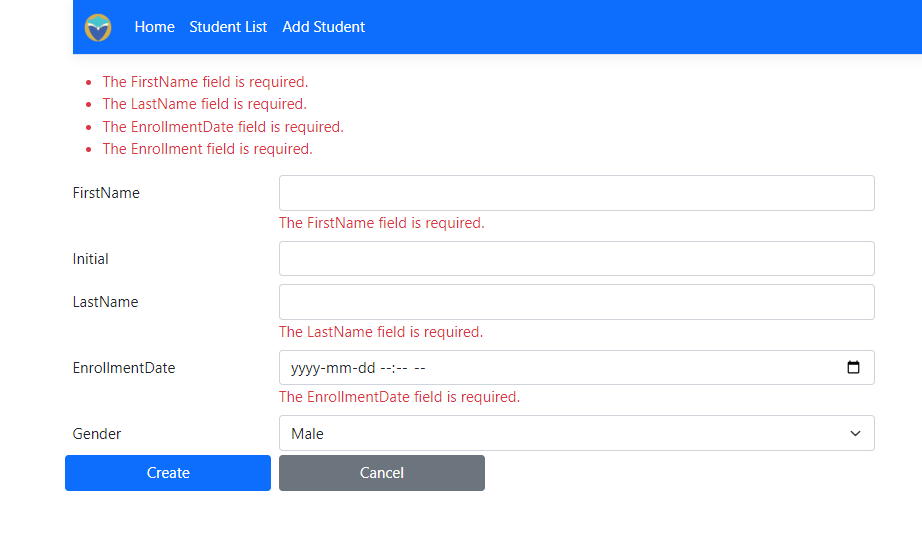 Home Student List Add Student
The FirstName field is required.
The LastName field is required.
The EnrollmentDate field is required.
The Enrollment field is required.
FirstName
The FirstName field is required.
Initial
LastName
The LastName field is required.
EnrollmentDate yyyy-mm-dd --:-- --
The EnrollmentDate field is required.
Gender Male
Create Cancel